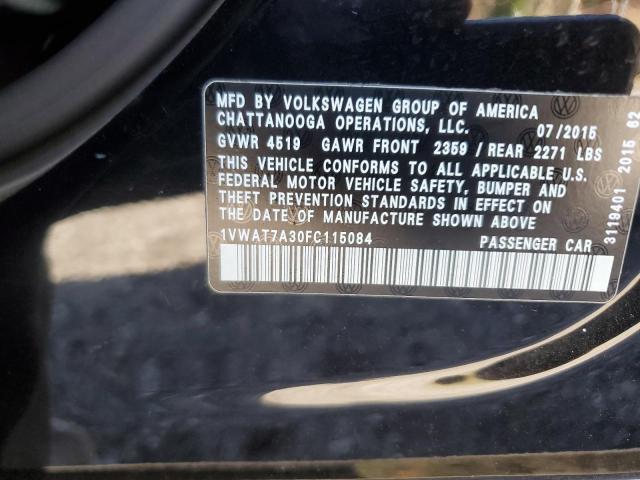 MFD BY VOLKSWAGEN GROUP OF AMERICA
CHATTANOOGA OPERATIONS, LLC. 07/2015
GVWR 4519 GAWR FRONT 2359 / REAR 2271 LBS
THIS VEHICLE CONFORMS TO ALL APPLICABLE U.S.
FEDERAL MOTOR VEHICLE SAFETY, BUMPER AND
THEFT PREVENTION STANDARDS IN EFFECT ON
THE DATE OF MANUFACTURE SHOWN ABOVE
1VWAT7A30FC115084 PASSENGER CAR
3119401 2015 62